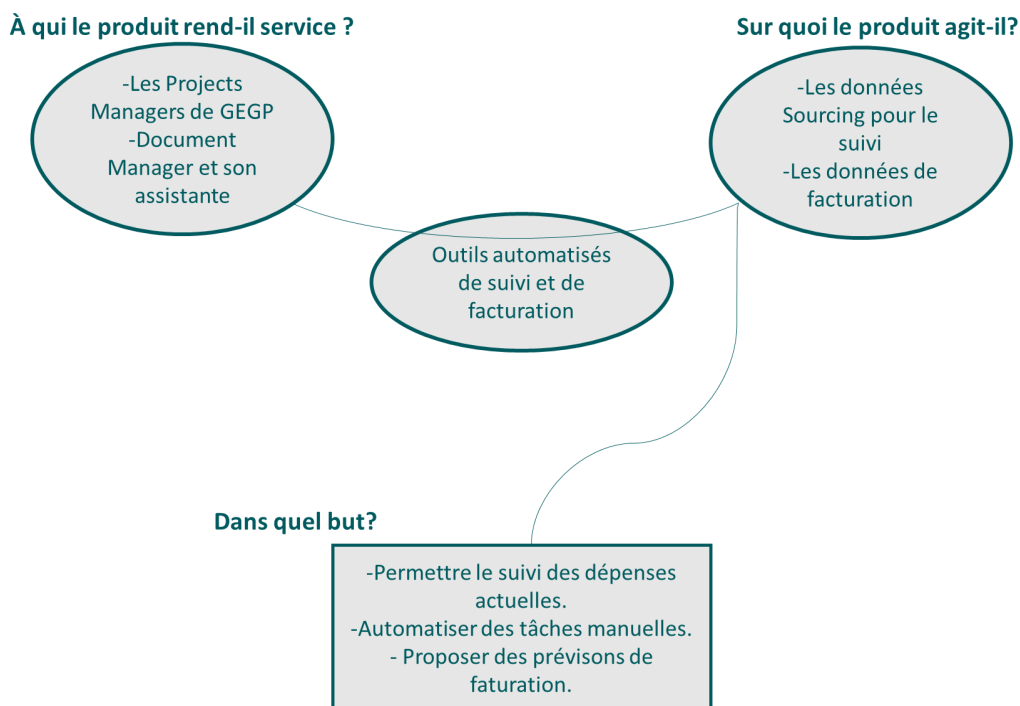 À qui le produit rend-il service ?
Sur quoi le produit agit-il?
-Les Projects
Managers de GEGP
-Document
Manager et son
assistante
-Les données
Sourcing pour le
suivi
-Les données de
facturation
Outils automatisés
de suivi et de
facturation
Dans quel but?
-Permettre le suivi des dépenses
actuelles.
-Automatiser des tâches manuelles.
- Proposer des prévisons de
faturation.